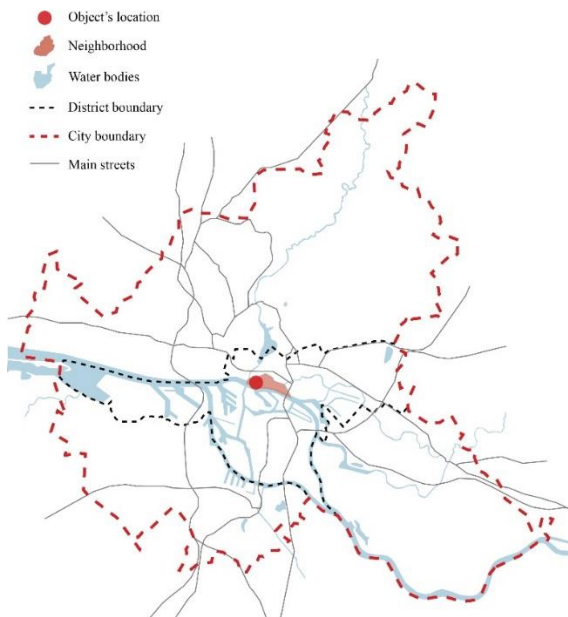 Object's location
Neighborhood
Water bodies
District boundary
City boundary
Main streets